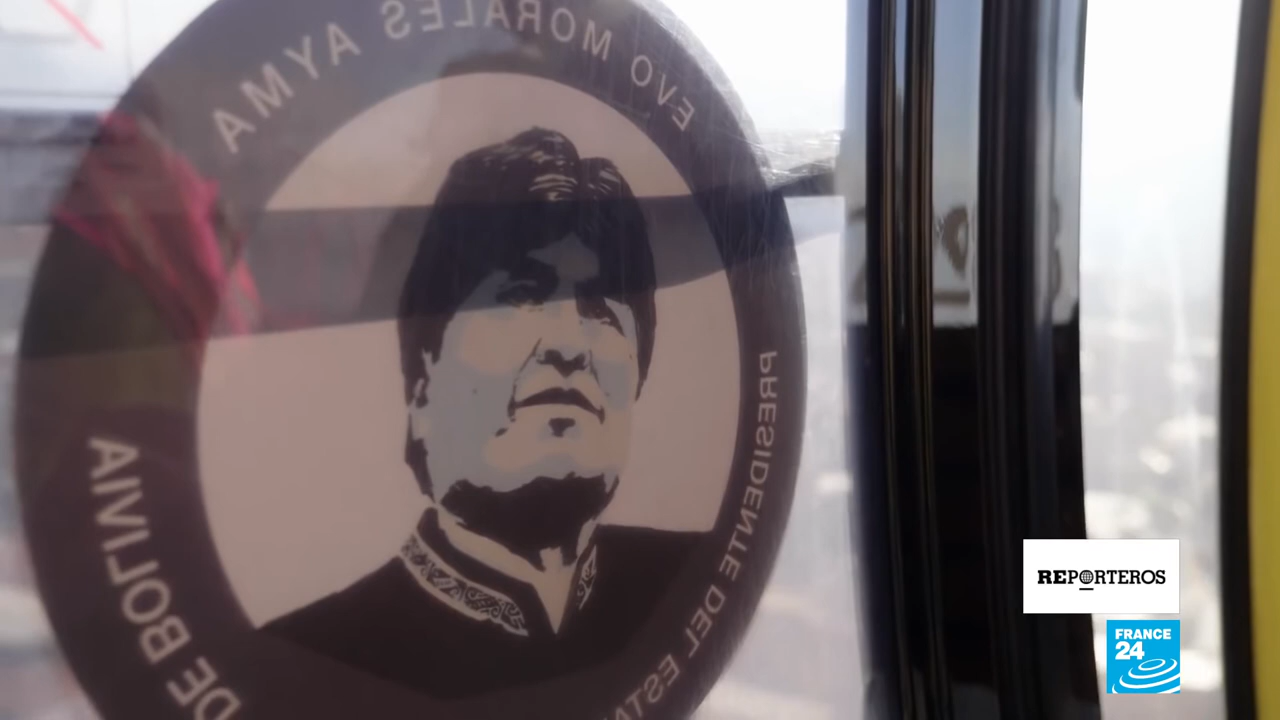 EVO MORALES AYMA
PRESIDENTE DEL ESTA
DE BOLIVIA
REPORTEROS
FRANCE
24